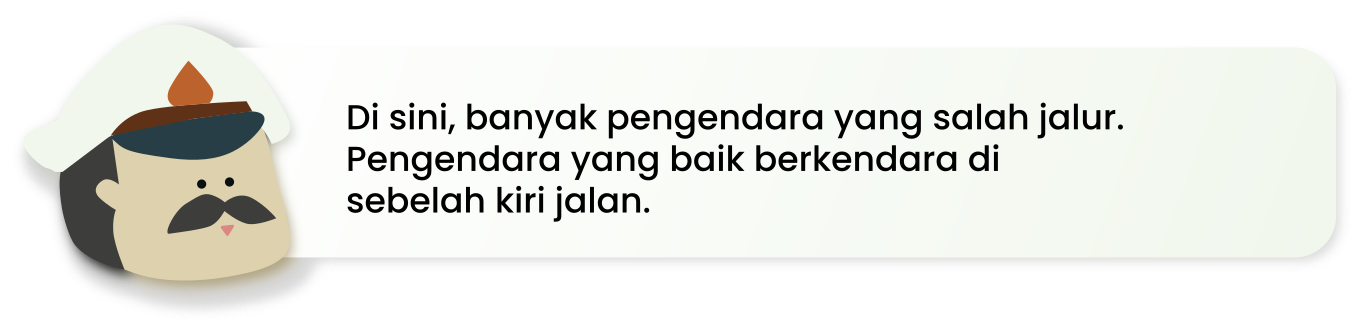 Di sini, banyak pengendara yang salah jalur.
Pengendara yang baik berkendara di
sebelah kiri jalan.